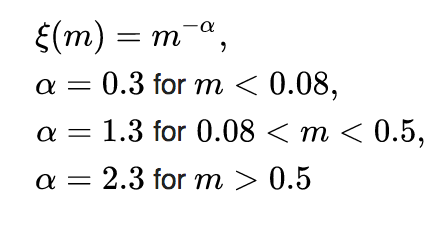 ξ(m) = m⁻ᵅ,
α = 0.3 for m < 0.08,
α = 1.3 for 0.08 < m < 0.5,
α = 2.3 for m > 0.5